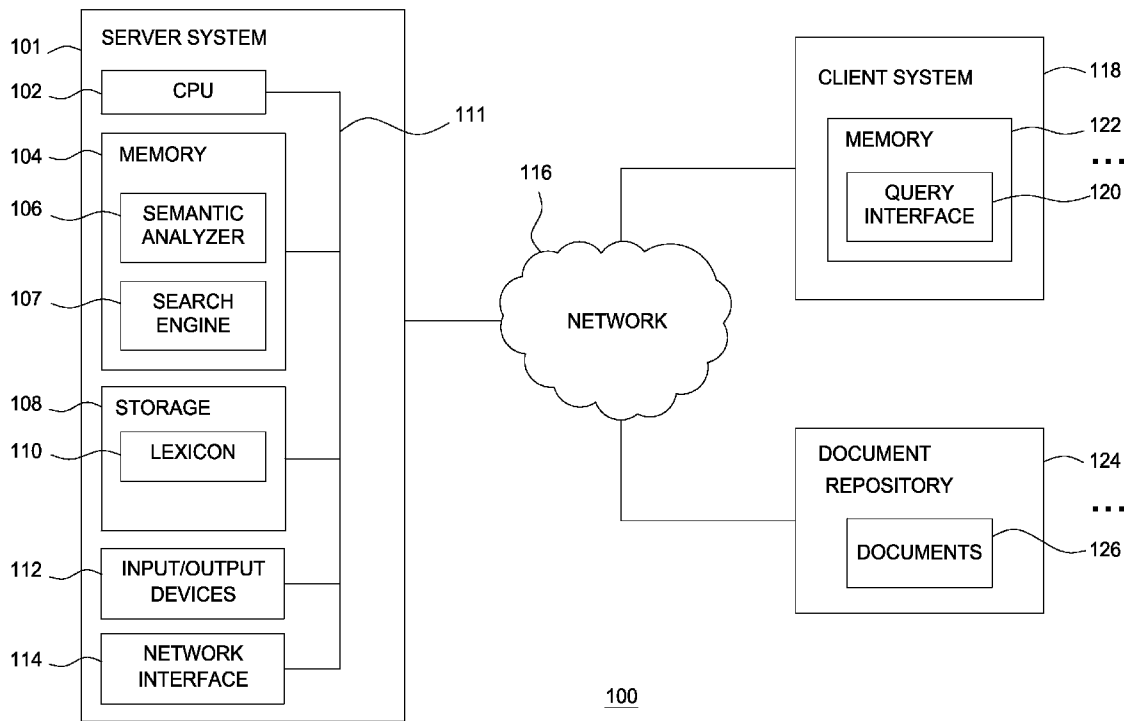 101
SERVER SYSTEM
102
CPU
111
104
MEMORY
106
SEMANTIC
ANALYZER
107
SEARCH
ENGINE
108
STORAGE
110
LEXICON
112
INPUT/OUTPUT
DEVICES
114
NETWORK
INTERFACE
116
NETWORK
CLIENT SYSTEM
118
MEMORY
122
QUERY
INTERFACE
120
...
DOCUMENT
REPOSITORY
124
DOCUMENTS
126
...
100